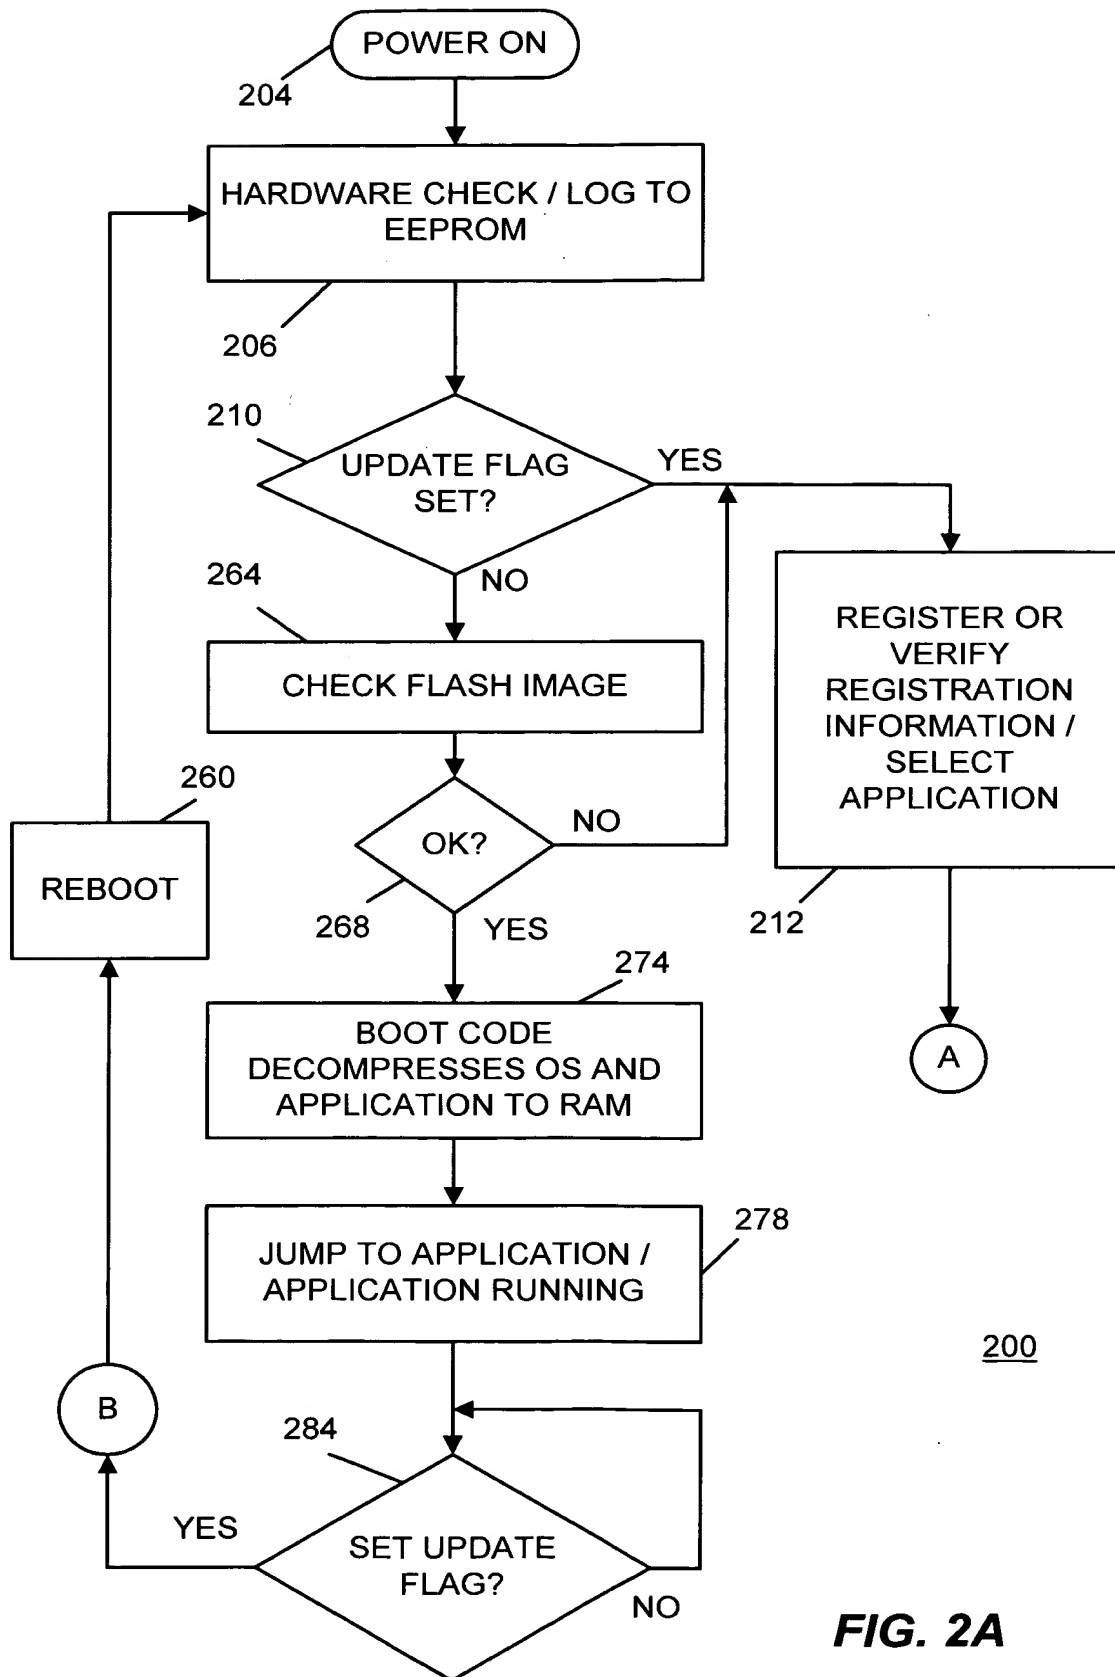 POWER ON
204
HARDWARE CHECK / LOG TO
EEPROM
206
210
UPDATE FLAG
SET?
YES
NO
264
CHECK FLASH IMAGE
REGISTER OR
VERIFY
REGISTRATION
INFORMATION /
SELECT
APPLICATION
212
260
REBOOT
OK?
NO
268
YES
274
BOOT CODE
DECOMPRESSES OS AND
APPLICATION TO RAM
A
278
JUMP TO APPLICATION /
APPLICATION RUNNING
200
B
284
YES
SET UPDATE
FLAG?
NO
FIG. 2A